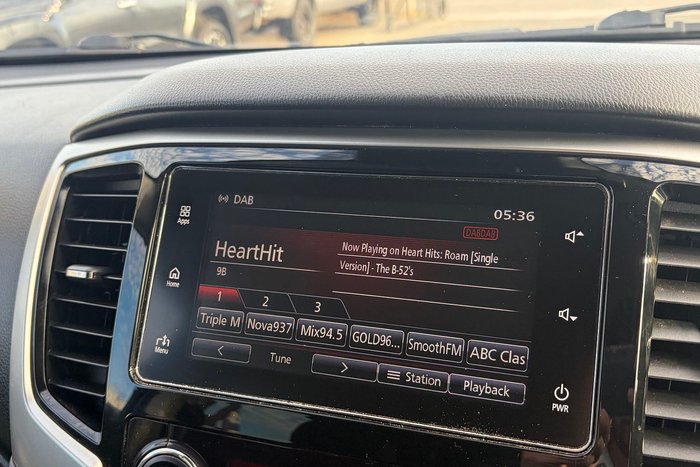 DAB
05:36
Apps
DABDAB
HeartHit
Now Playing on Heart Hits: Roam [Single
Version] - The B-52's
9B
Home
1 2 3
Triple M Nova937 Mix94.5 GOLD96... SmoothFM ABC Clas
Menu
< Tune > Station Playback
PWR